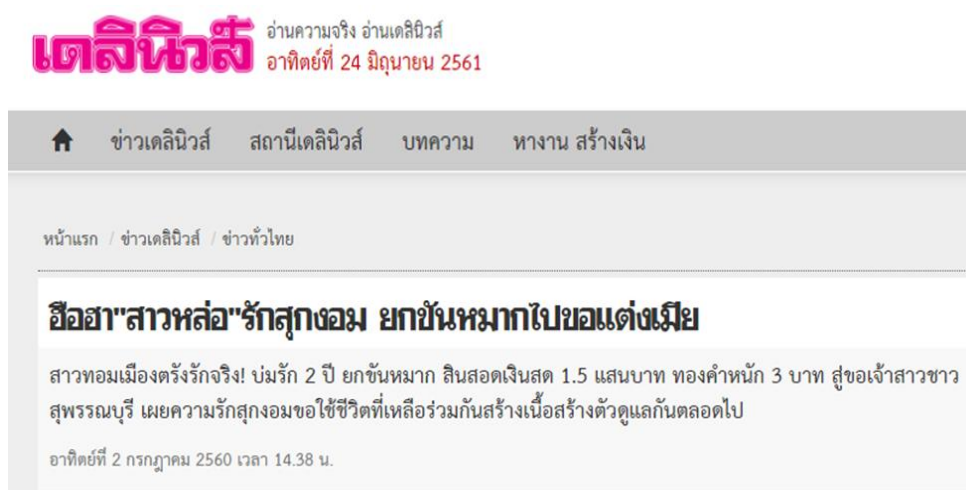 เดลินิวส์
อ่านความจริง อ่านเดลินิวส์
อาทิตย์ที่ 24 มิถุนายน 2561
ข่าวเดลินิวส์ สถานีเดลินิวส์ บทความ หางาน สร้างเงิน
หน้าแรก / ข่าวเดลินิวส์ / ข่าวทั่วไทย
ฮือฮา"สาวหล่อ"รักสุกงอม ยกขันหมากไปขอแต่งเมีย
สาวทอมเมืองตรังรักจริง! บ่มรัก 2 ปี ยกขันหมาก สินสอดเงินสด 1.5 แสนบาท ทองคำหนัก 3 บาท สู่ขอเจ้าสาวชาว
สุพรรณบุรี เผยความรักสุกงอมขอใช้ชีวิตที่เหลือร่วมกันสร้างเนื้อสร้างตัวดูแลกันตลอดไป
อาทิตย์ที่ 2 กรกฎาคม 2560 เวลา 14.38 น.